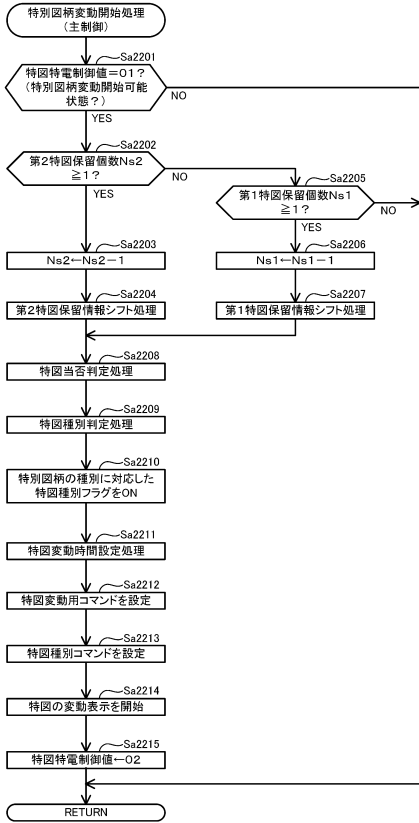 特別図柄変動開始処理
(主制御)
Sa2201
特図特電制御値=01?
(特別図柄変動開始可能
状態?)
NO
YES
Sa2202
第2特図保留個数Ns2
≧1?
NO
YES
Sa2205
第1特図保留個数Ns1
≧1?
NO
YES
Sa2203
Ns2←Ns2-1
Sa2206
Ns1←Ns1-1
Sa2204
第2特図保留情報シフト処理
Sa2207
第1特図保留情報シフト処理
Sa2208
特図当否判定処理
Sa2209
特図種別判定処理
Sa2210
特別図柄の種別に対応した
特図種別フラグをON
Sa2211
特図変動時間設定処理
Sa2212
特図変動用コマンドを設定
Sa2213
特図種別コマンドを設定
Sa2214
特図の変動表示を開始
Sa2215
特図特電制御値←02
RETURN